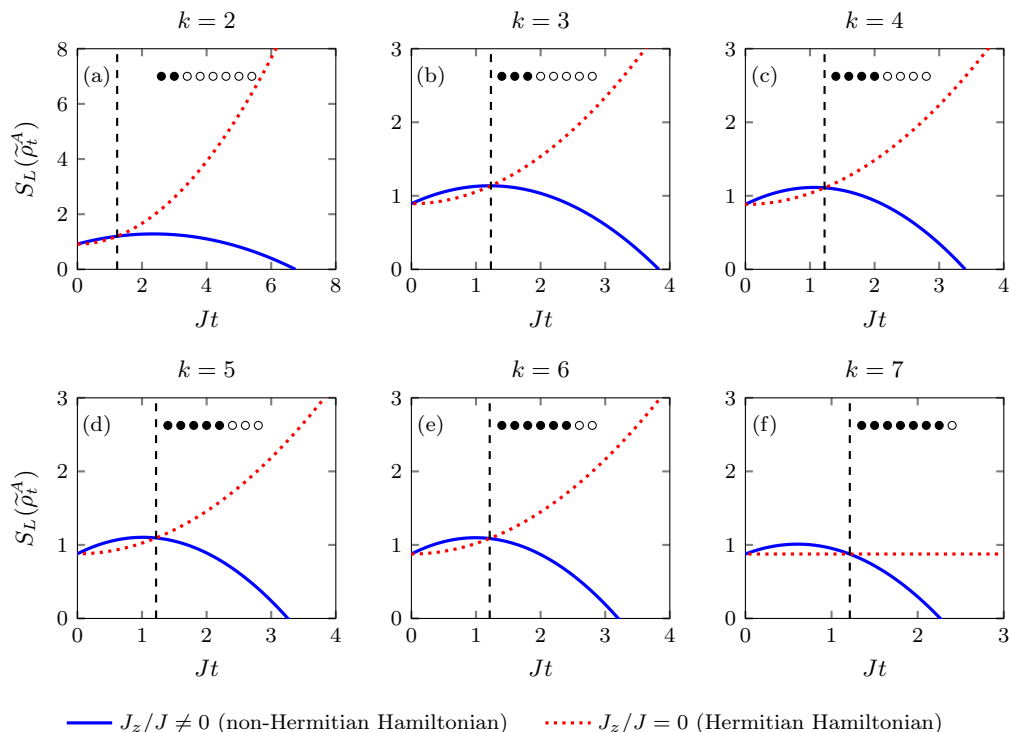 k = 2
k = 3
k = 4
(a)
(b)
(c)
S_L(ρ̃_t^A)
8
6
4
2
0
3
2
1
0
3
2
1
0
0 2 4 6 8
0 1 2 3 4
0 1 2 3 4
Jt
Jt
Jt
k = 5
k = 6
k = 7
(d)
(e)
(f)
S_L(ρ̃_t^A)
3
2
1
0
3
2
1
0
3
2
1
0
0 1 2 3 4
0 1 2 3 4
0 1 2 3
Jt
Jt
Jt
J_z/J ≠ 0 (non-Hermitian Hamiltonian)
J_z/J = 0 (Hermitian Hamiltonian)